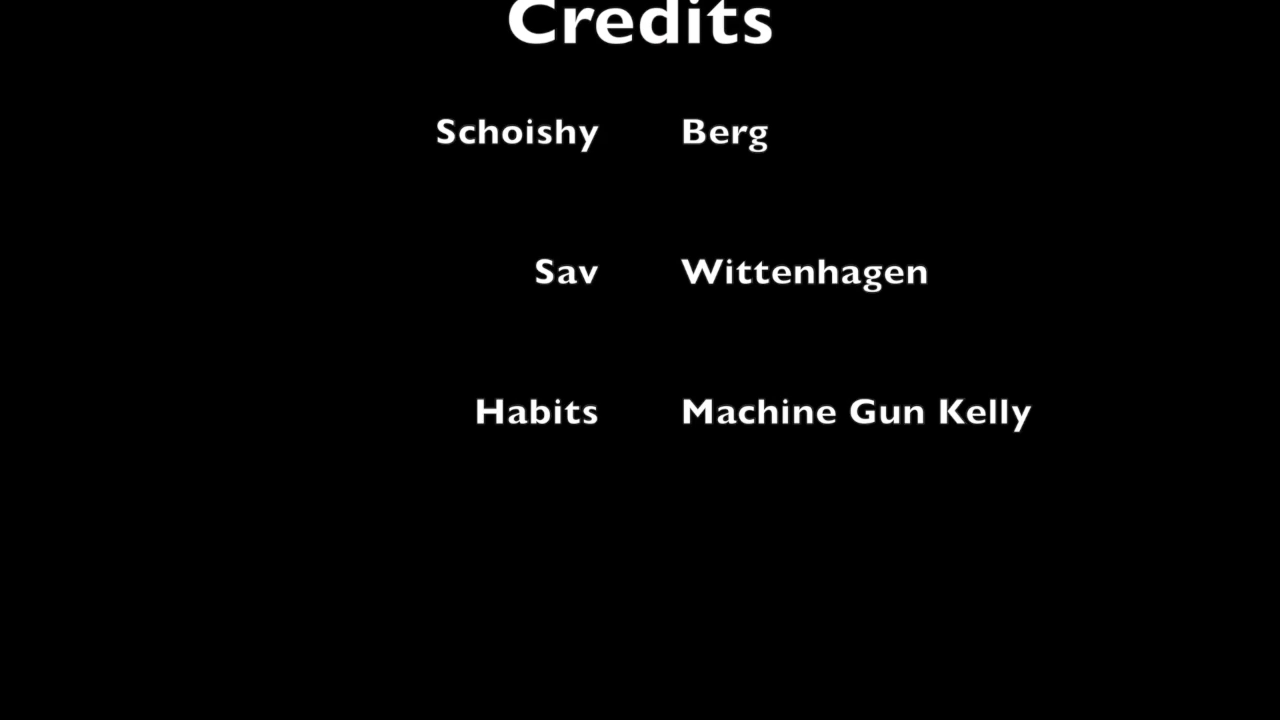 Credits
Schoishy Berg
Sav Wittenhagen
Habits Machine Gun Kelly